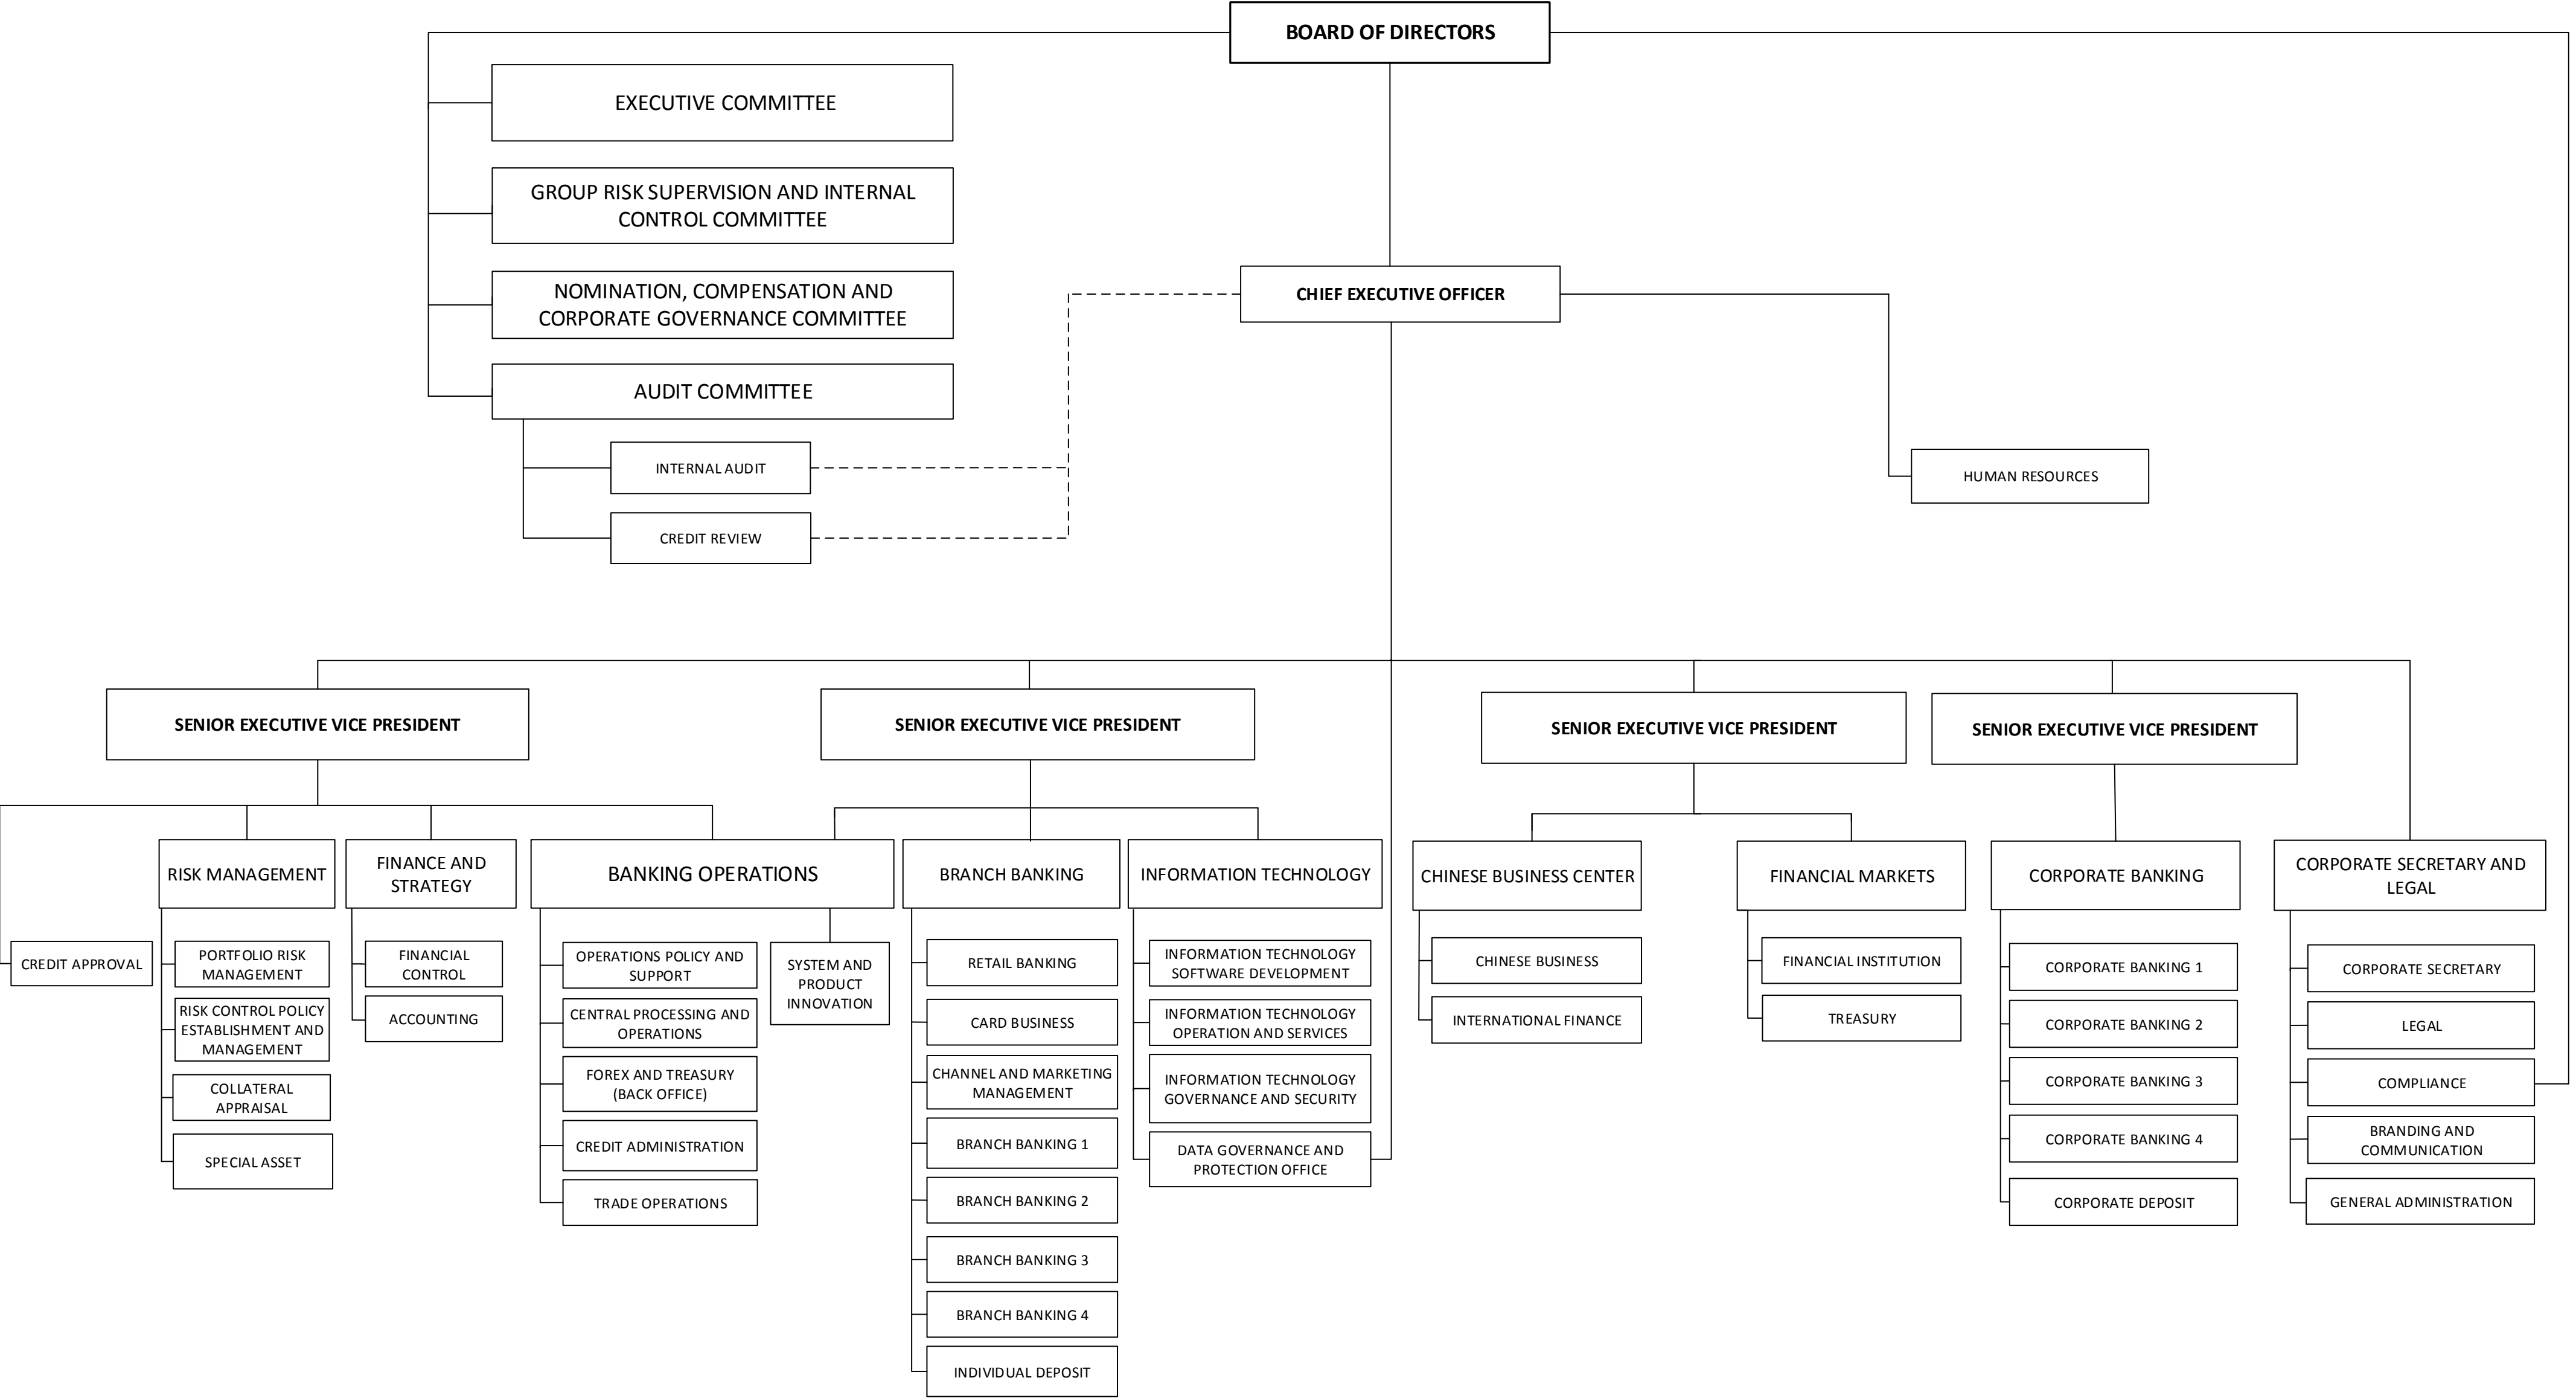 BOARD OF DIRECTORS
EXECUTIVE COMMITTEE
GROUP RISK SUPERVISION AND INTERNAL
CONTROL COMMITTEE
NOMINATION, COMPENSATION AND
CORPORATE GOVERNANCE COMMITTEE
CHIEF EXECUTIVE OFFICER
AUDIT COMMITTEE
INTERNAL AUDIT
CREDIT REVIEW
HUMAN RESOURCES
SENIOR EXECUTIVE VICE PRESIDENT
SENIOR EXECUTIVE VICE PRESIDENT
SENIOR EXECUTIVE VICE PRESIDENT
SENIOR EXECUTIVE VICE PRESIDENT
CREDIT APPROVAL
RISK MANAGEMENT
PORTFOLIO RISK
MANAGEMENT
RISK CONTROL POLICY
ESTABLISHMENT AND
MANAGEMENT
COLLATERAL
APPRAISAL
SPECIAL ASSET
FINANCE AND
STRATEGY
FINANCIAL
CONTROL
ACCOUNTING
BANKING OPERATIONS
OPERATIONS POLICY AND
SUPPORT
CENTRAL PROCESSING AND
OPERATIONS
FOREX AND TREASURY
(BACK OFFICE)
CREDIT ADMINISTRATION
TRADE OPERATIONS
SYSTEM AND
PRODUCT
INNOVATION
BRANCH BANKING
RETAIL BANKING
CARD BUSINESS
CHANNEL AND MARKETING
MANAGEMENT
BRANCH BANKING 1
BRANCH BANKING 2
BRANCH BANKING 3
BRANCH BANKING 4
INDIVIDUAL DEPOSIT
INFORMATION TECHNOLOGY
INFORMATION TECHNOLOGY
SOFTWARE DEVELOPMENT
INFORMATION TECHNOLOGY
OPERATION AND SERVICES
INFORMATION TECHNOLOGY
GOVERNANCE AND SECURITY
DATA GOVERNANCE AND
PROTECTION OFFICE
CHINESE BUSINESS CENTER
CHINESE BUSINESS
INTERNATIONAL FINANCE
FINANCIAL MARKETS
FINANCIAL INSTITUTION
TREASURY
CORPORATE BANKING
CORPORATE BANKING 1
CORPORATE BANKING 2
CORPORATE BANKING 3
CORPORATE BANKING 4
CORPORATE DEPOSIT
CORPORATE SECRETARY AND
LEGAL
CORPORATE SECRETARY
LEGAL
COMPLIANCE
BRANDING AND
COMMUNICATION
GENERAL ADMINISTRATION